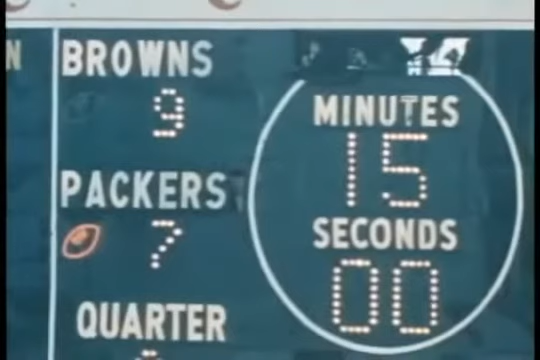 N
BROWNS
9
PACKERS
7
QUARTER
MINUTES
15
SECONDS
00